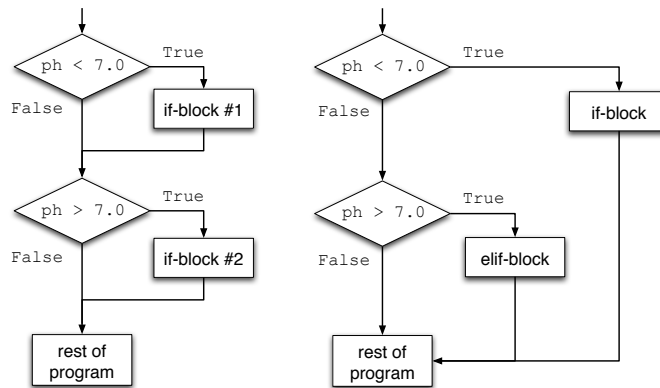 ph < 7.0
True
False
if-block #1
ph > 7.0
True
False
if-block #2
rest of
program
ph < 7.0
True
False
if-block
ph > 7.0
True
False
elif-block
rest of
program